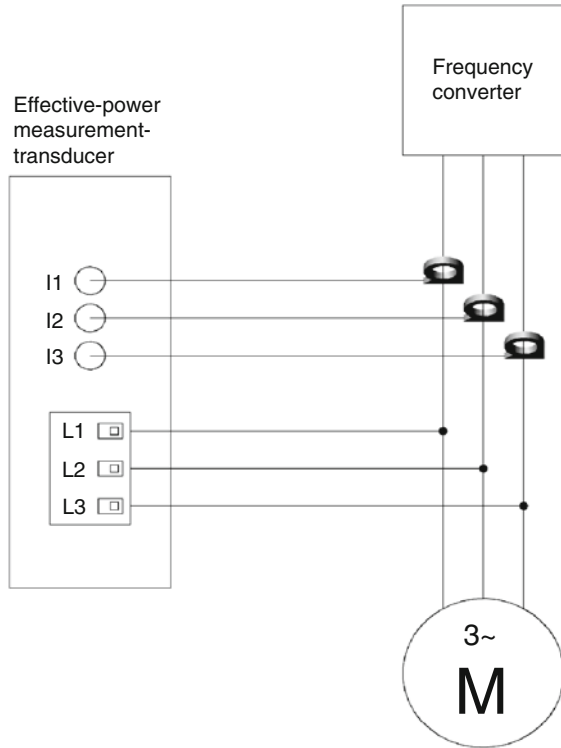 Frequency
converter
Effective-power
measurement-
transducer
I1
I2
I3
L1
L2
L3
3~
M